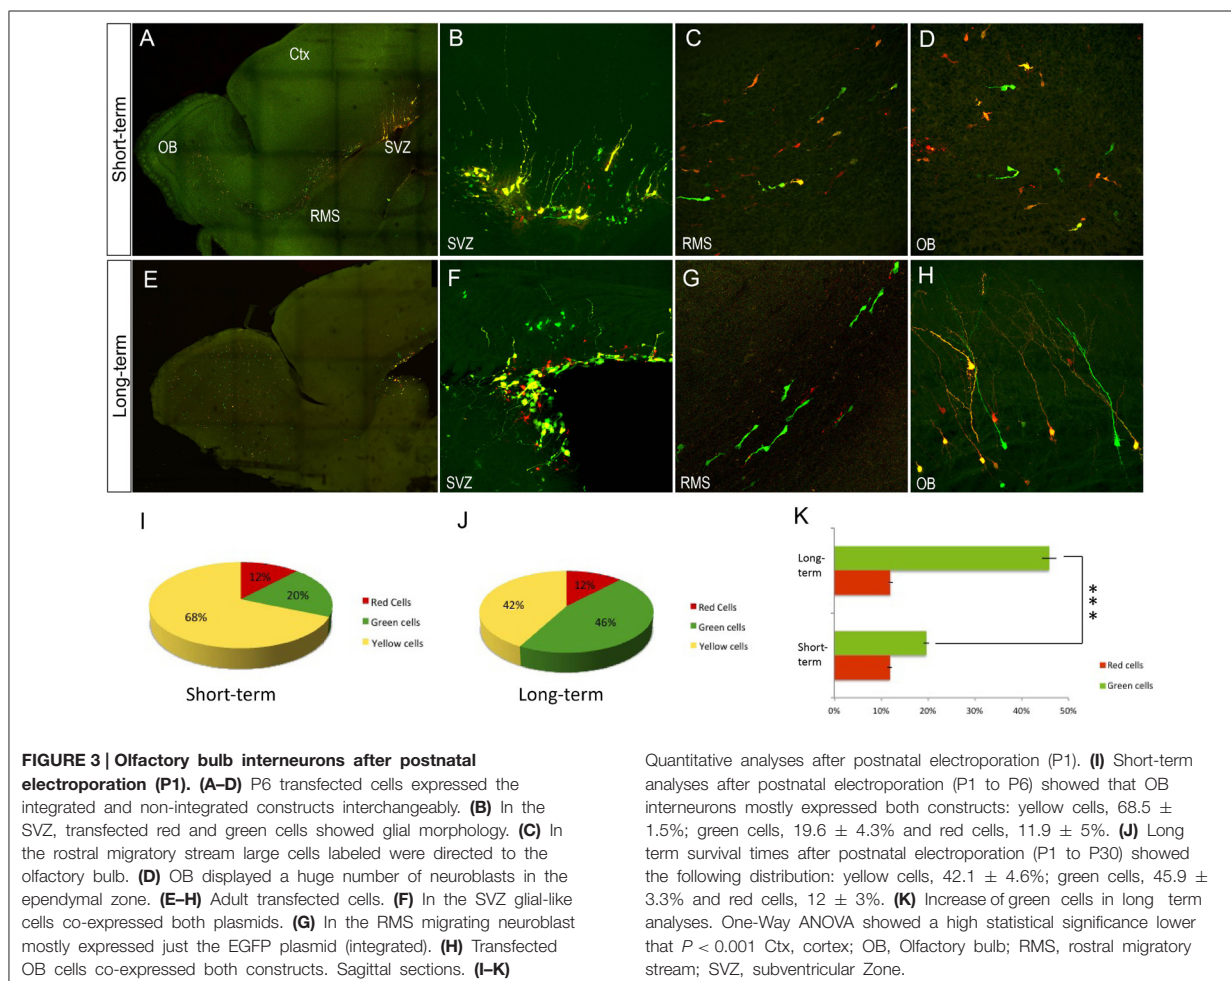 Short-term
A
Ctx
OB
SVZ
RMS
B
SVZ
C
RMS
D
OB
Long-term
E
F
SVZ
G
RMS
H
OB
I
12%
20%
68%
Red Cells
Green cells
Yellow cells
Short-term
J
12%
42%
46%
Red Cells
Green cells
Yellow cells
Long-term
K
Long-
term
Short-
term
***
Red cells
Green cells
0% 10% 20% 30% 40% 50%
FIGURE 3 | Olfactory bulb interneurons after postnatal
electroporation (P1). (A–D) P6 transfected cells expressed the
integrated and non-integrated constructs interchangeably. (B) In the
SVZ, transfected red and green cells showed glial morphology. (C) In
the rostral migratory stream large cells labeled were directed to the
olfactory bulb. (D) OB displayed a huge number of neuroblasts in the
ependymal zone. (E–H) Adult transfected cells. (F) In the SVZ glial-like
cells co-expressed both plasmids. (G) In the RMS migrating neuroblast
mostly expressed just the EGFP plasmid (integrated). (H) Transfected
OB cells co-expressed both constructs. Sagittal sections. (I–K)
Quantitative analyses after postnatal electroporation (P1). (I) Short-term
analyses after postnatal electroporation (P1 to P6) showed that OB
interneurons mostly expressed both constructs: yellow cells, 68.5 ±
1.5%; green cells, 19.6 ± 4.3% and red cells, 11.9 ± 5%. (J) Long
term survival times after postnatal electroporation (P1 to P30) showed
the following distribution: yellow cells, 42.1 ± 4.6%; green cells, 45.9 ±
3.3% and red cells, 12 ± 3%. (K) Increase of green cells in long term
analyses. One-Way ANOVA showed a high statistical significance lower
that P < 0.001 Ctx, cortex; OB, Olfactory bulb; RMS, rostral migratory
stream; SVZ, subventricular Zone.